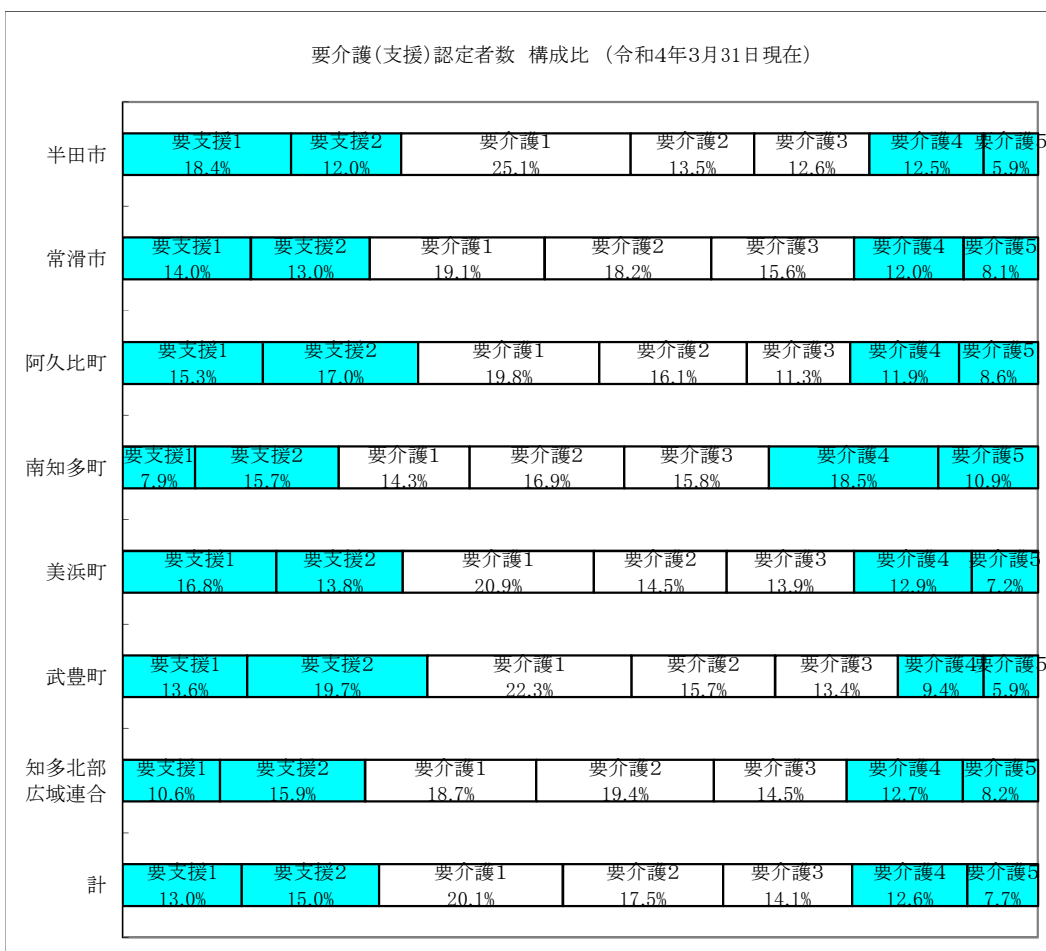 要介護(支援)認定者数 構成比 (令和4年3月31日現在)
半田市
要支援1 要支援2 要介護1 要介護2 要介護3 要介護4 要介護5
18.4% 12.0% 25.1% 13.5% 12.6% 12.5% 5.9%
常滑市
要支援1 要支援2 要介護1 要介護2 要介護3 要介護4 要介護5
14.0% 13.0% 19.1% 18.2% 15.6% 12.0% 8.1%
阿久比町
要支援1 要支援2 要介護1 要介護2 要介護3 要介護4 要介護5
15.3% 17.0% 19.8% 16.1% 11.3% 11.9% 8.6%
南知多町
要支援1 要支援2 要介護1 要介護2 要介護3 要介護4 要介護5
7.9% 15.7% 14.3% 16.9% 15.8% 18.5% 10.9%
美浜町
要支援1 要支援2 要介護1 要介護2 要介護3 要介護4 要介護5
16.8% 13.8% 20.9% 14.5% 13.9% 12.9% 7.2%
武豊町
要支援1 要支援2 要介護1 要介護2 要介護3 要介護4 要介護5
13.6% 19.7% 22.3% 15.7% 13.4% 9.4% 5.9%
知多北部
広域連合
要支援1 要支援2 要介護1 要介護2 要介護3 要介護4 要介護5
10.6% 15.9% 18.7% 19.4% 14.5% 12.7% 8.2%
計
要支援1 要支援2 要介護1 要介護2 要介護3 要介護4 要介護5
13.0% 15.0% 20.1% 17.5% 14.1% 12.6% 7.7%